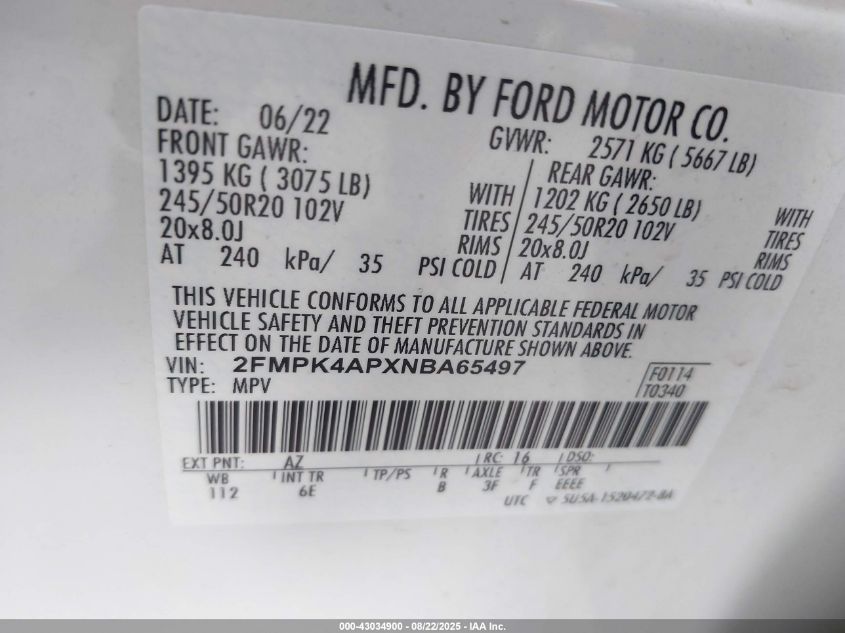 MFD. BY FORD MOTOR CO.
DATE: 06/22 GVWR: 2571 KG ( 5667 LB)
FRONT GAWR: REAR GAWR:
1395 KG ( 3075 LB) WITH 1202 KG ( 2650 LB) WITH
245/50R20 102V TIRES 245/50R20 102V TIRES
20x8.0J RIMS 20x8.0J RIMS
AT 240 kPa/ 35 PSI COLD AT 240 kPa/ 35 PSI COLD
THIS VEHICLE CONFORMS TO ALL APPLICABLE FEDERAL MOTOR
VEHICLE SAFETY AND THEFT PREVENTION STANDARDS IN
EFFECT ON THE DATE OF MANUFACTURE SHOWN ABOVE.
VIN: 2FMPK4APXNBA65497 F0114
TYPE: MPV T0340
EXT PNT: AZ RC: 16 DSO:
WB INT TR TP/PS R AXLE TR SPR
112 6E B 3F F EEEE
UTC
000-43034900 - 08/22/2025 - IAA Inc.